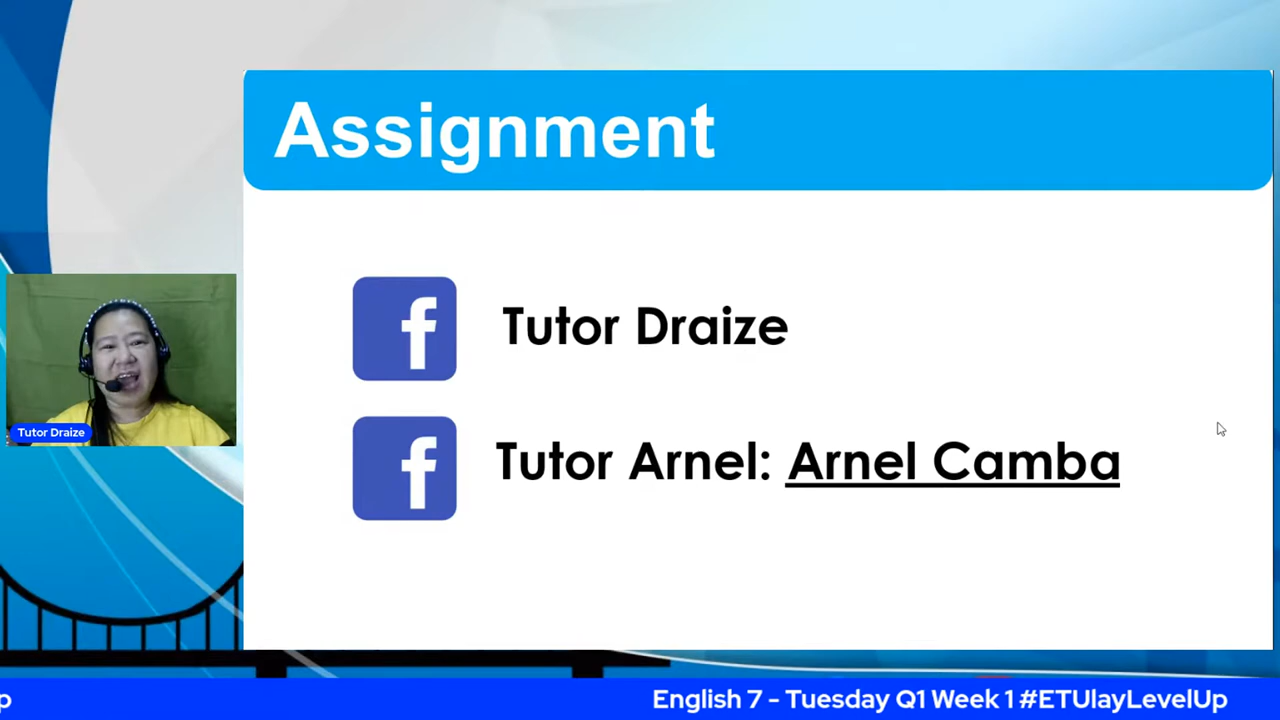 Assignment
Tutor Draize
Tutor Arnel: Arnel Camba
Tutor Draize
p
English 7 - Tuesday Q1 Week 1 #ETUlayLevelUp